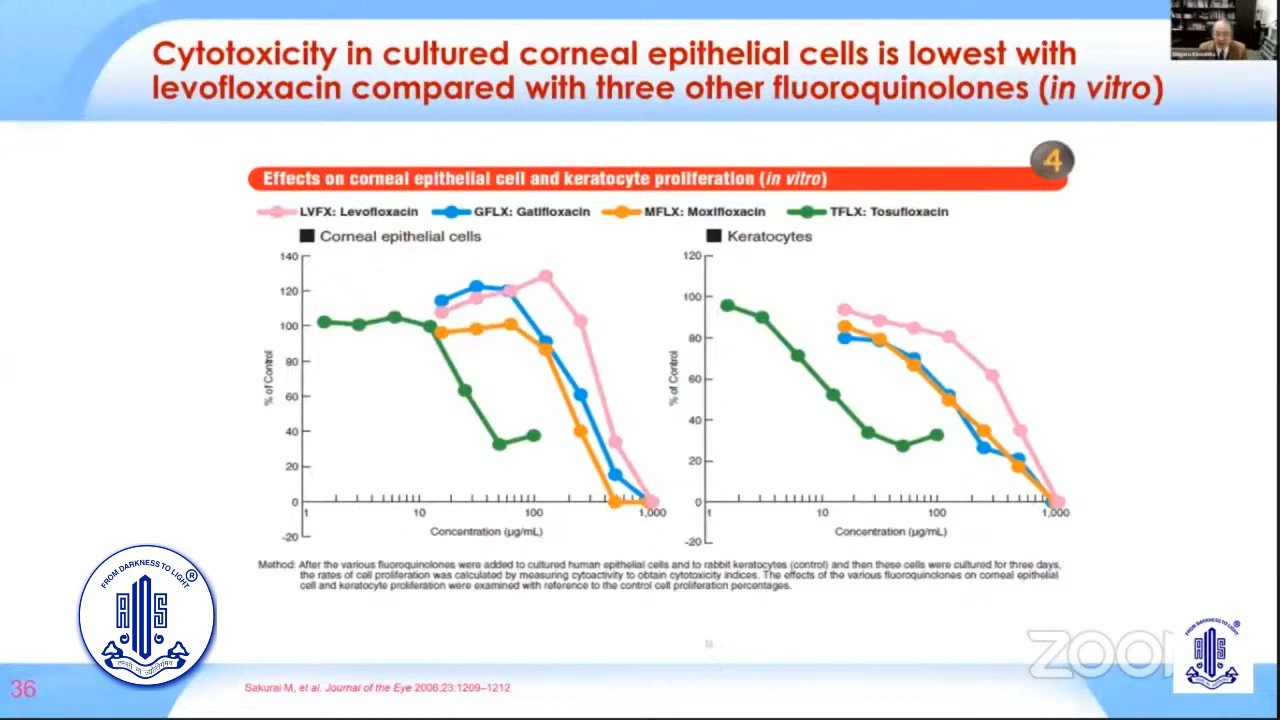 Cytotoxicity in cultured corneal epithelial cells is lowest with
levofloxacin compared with three other fluoroquinolones (in vitro)
4
Effects on corneal epithelial cell and keratocyte proliferation (in vitro)
LVFX: Levofloxacin GFLX: Gatifloxacin MFLX: Moxifloxacin TFLX: Tosufloxacin
Corneal epithelial cells
140
120
100
80
60
40
20
0
-20
% of Control
1 10 100 1,000
Concentration (µg/mL)
Keratocytes
120
100
80
60
40
20
0
-20
% of Control
1 10 100 1,000
Concentration (µg/mL)
Method: After the various fluoroquinolones were added to cultured human epithelial cells and to rabbit keratocytes (control) and then these cells were cultured for three days,
the rates of cell proliferation was calculated by measuring cytoactivity to obtain cytotoxicity indices. The effects of the various fluoroquinolones on corneal epithelial
cell and keratocyte proliferation were examined with reference to the control cell proliferation percentages.
FROM DARKNESS TO LIGHT
®
AIOS
FROM DARKNESS TO LIGHT
®
AIOS
36
Sakurai M, et al. Journal of the Eye 2006;23:1209–1212